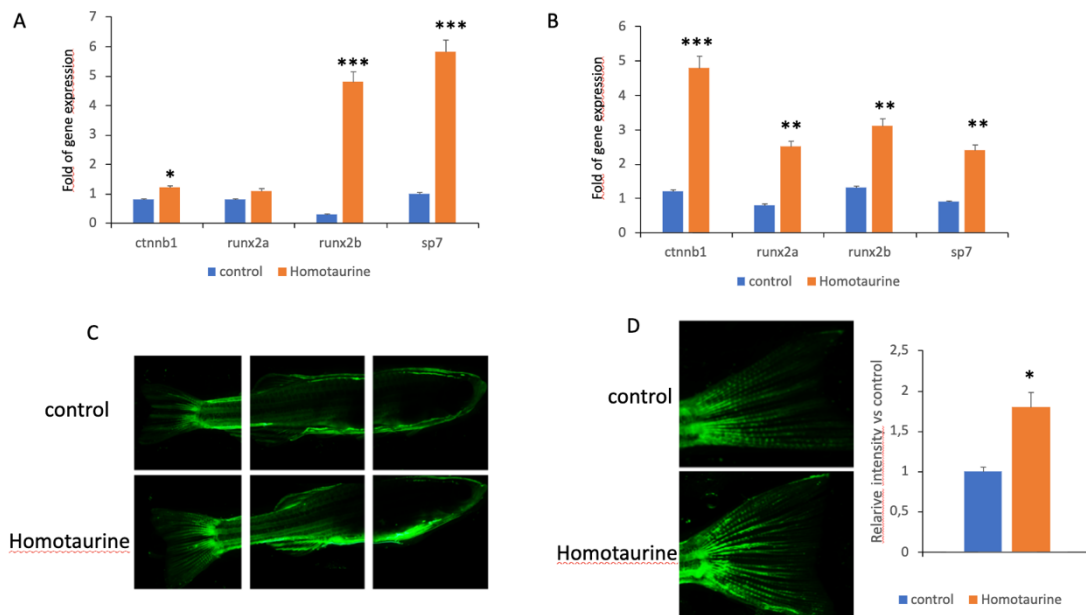 A
Fold of gene expression
7
6
5
4
3
2
1
0
*
***
***
ctnnb1 runx2a runx2b sp7
control Homotaurine
B
Fold of gene expression
6
5
4
3
2
1
0
***
**
**
**
ctnnb1 runx2a runx2b sp7
control Homotaurine
C
control
Homotaurine
D
control
Homotaurine
Relarive intensity vs control
2,5
2
1,5
1
0,5
0
*
control Homotaurine